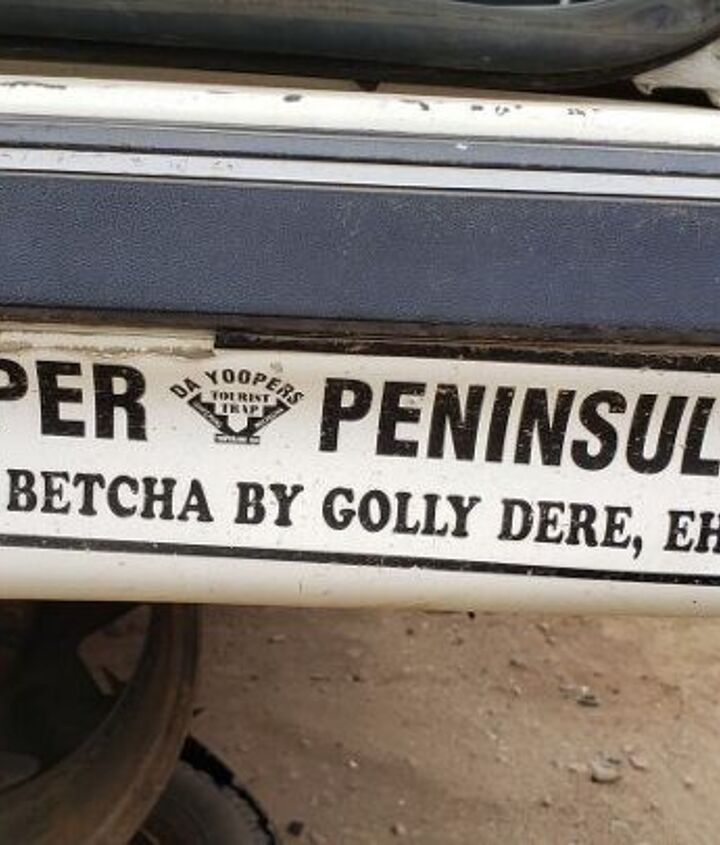 PER PENINSUL
DA YOOPERS
TOURIST
TRAP
BETCHA BY GOLLY DERE, EH